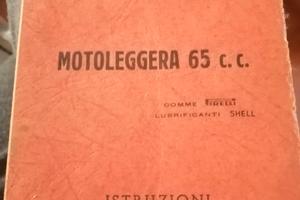 MOTOLEGGERA 65 c. c.
GOMME PIRELLI
LUBRIFICANTI SHELL
ISTRUZIONI